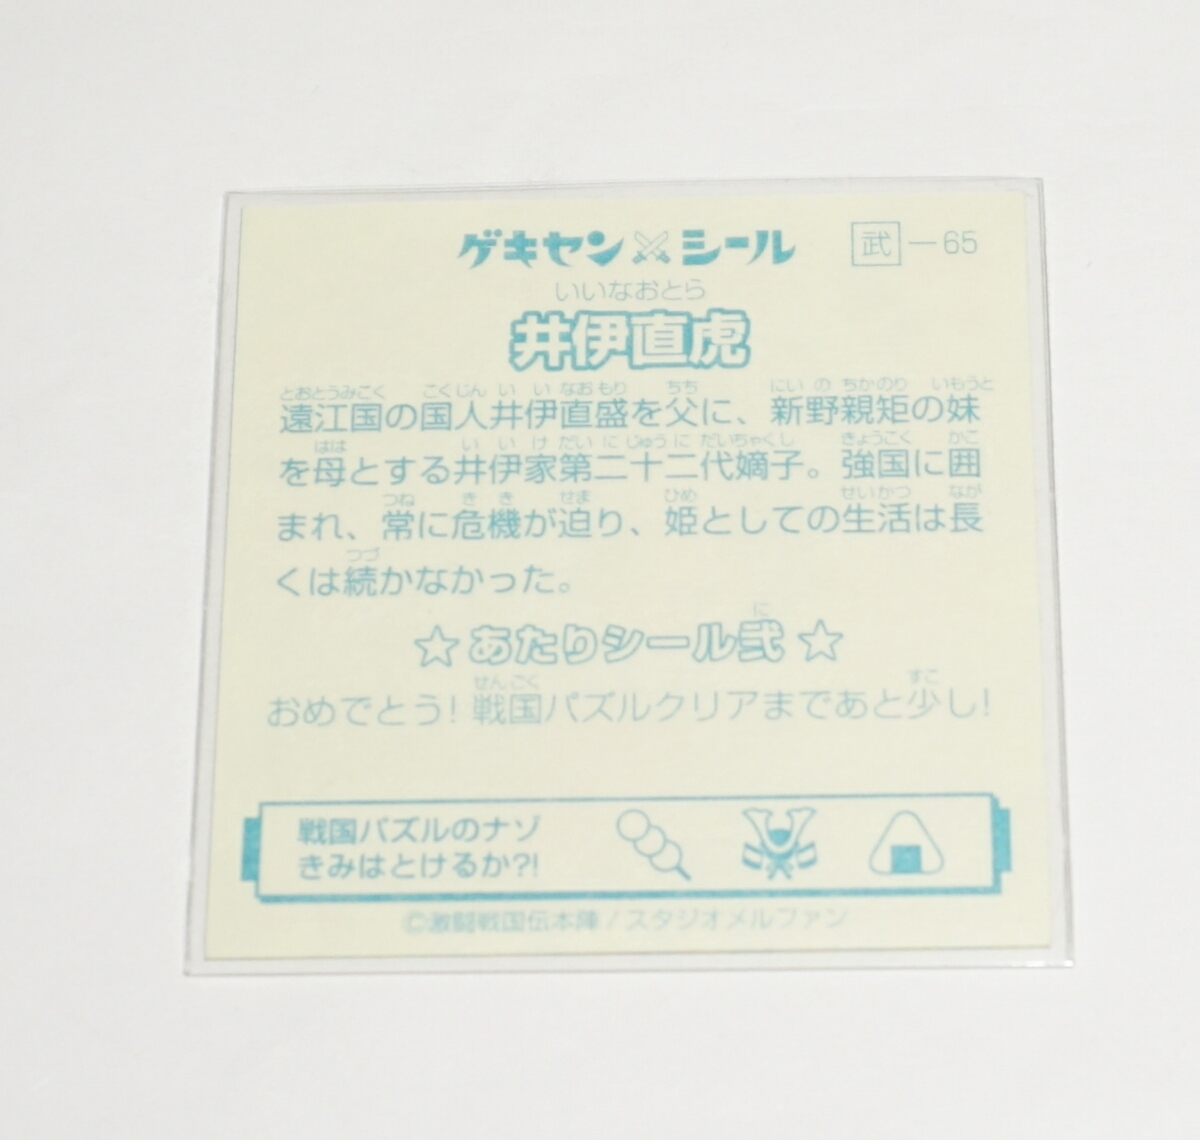 ゲキセン シール 武-65
いいなおとら
井伊直虎
とおとうみこく こくじん い い なおもり ちち にいの ちかのり いもうと
遠江国の国人井伊直盛を父に、新野親矩の妹
はは いいけだいにじゅうにだいちゃくし きょうこく かこ
を母とする井伊家第二十二代嫡子。強国に囲
つね きき せま ひめ せいかつ なが
まれ、常に危機が迫り、姫としての生活は長
つづ
くは続かなかった。
に
☆あたりシール弐☆
せんごく すこ
おめでとう!戦国パズルクリアまであと少し!
戦国パズルのナゾ
きみはとけるか?!
©激闘戦国伝本陣/スタジオメルファン